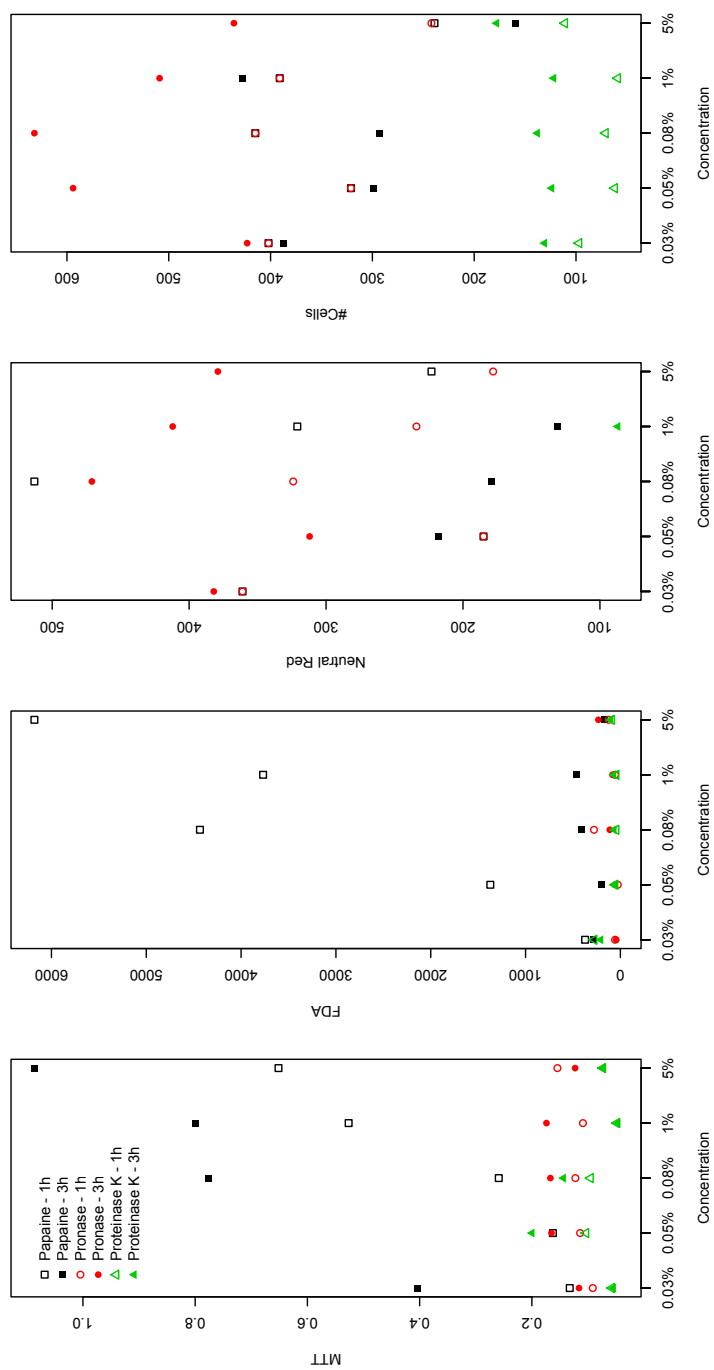 MTT
1.0
0.8
0.6
0.4
0.2
Papaine - 1h
Papaine - 3h
Pronase - 1h
Pronase - 3h
Proteinase K - 1h
Proteinase K - 3h
0.03% 0.05% 0.08% 1% 5%
Concentration
FDA
6000
5000
4000
3000
2000
1000
0
0.03% 0.05% 0.08% 1% 5%
Concentration
Neutral Red
500
400
300
200
100
0.03% 0.05% 0.08% 1% 5%
Concentration
#Cells
600
500
400
300
200
100
0.03% 0.05% 0.08% 1% 5%
Concentration